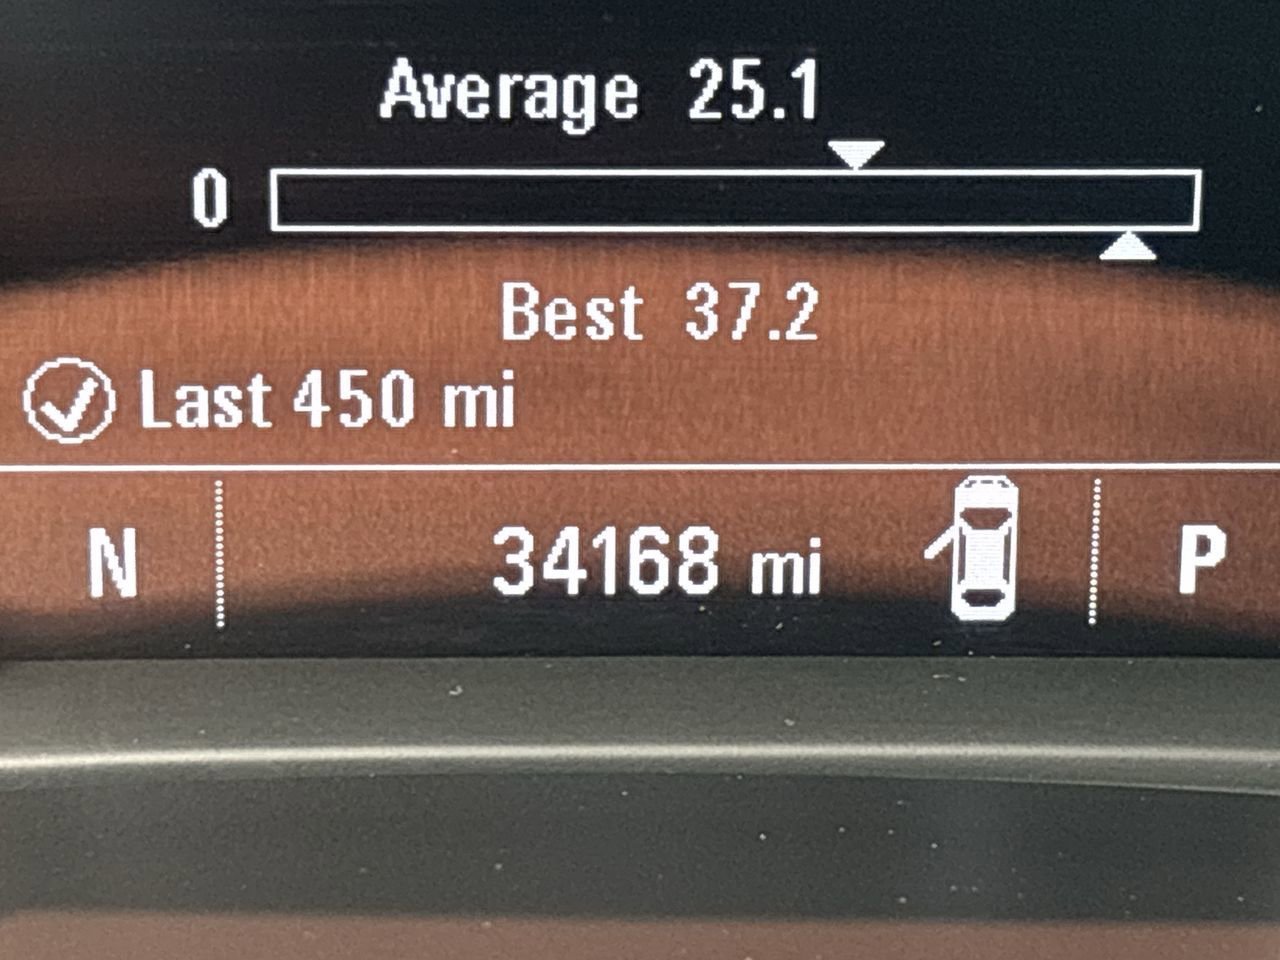 Average 25.1
0
Best 37.2
Last 450 mi
N 34168 mi P